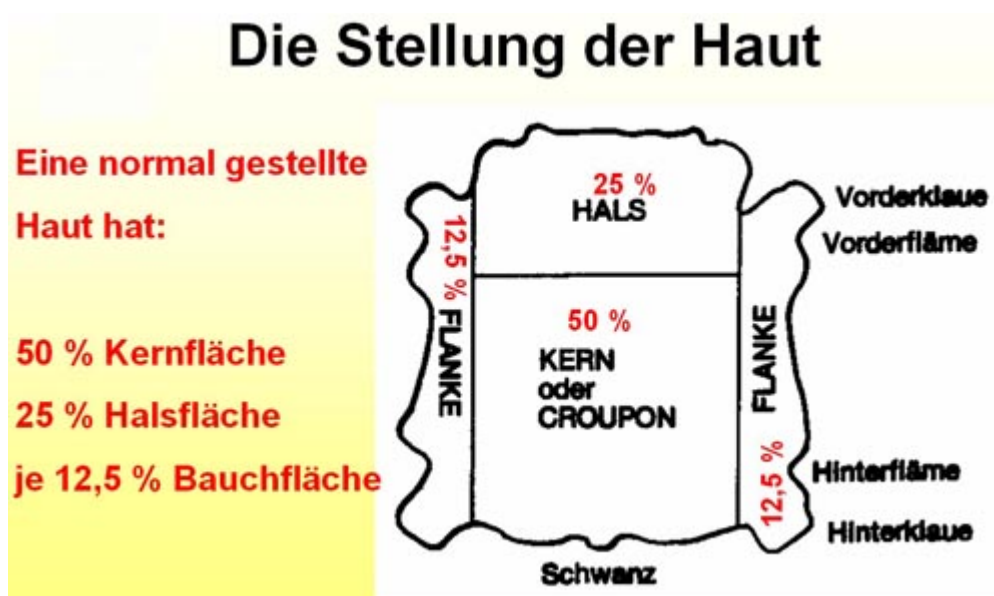 Die Stellung der Haut
Eine normal gestellte
Haut hat:
50 % Kernfläche
25 % Halsfläche
je 12,5 % Bauchfläche
25 %
HALS
12,5 %
FLANKE
50 %
KERN
oder
CROUPON
FLANKE
12,5 %
Vorderklaue
Vorderfläme
Hinterfläme
Hinterklaue
Schwanz